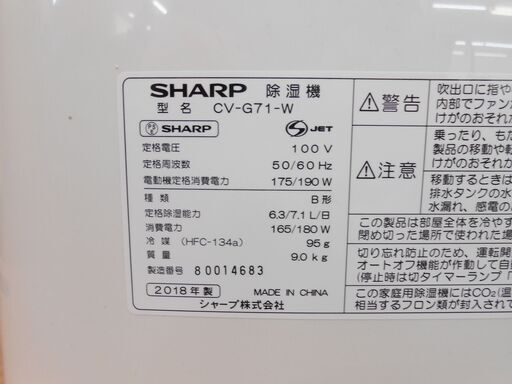 SHARP 除湿機
型 名 CV-G71-W
SHARP
JET
定格電圧 100 V
定格周波数 50/60 Hz
電動機定格消費電力 175/190 W
種 類 B 形
定格除湿能力 6.3/7.1 L/日
消費電力 165/180 W
冷 媒 (HFC-134a) 95 g
質 量 9.0 kg
製造番号 80014683
2018年製 MADE IN CHINA
シャープ株式会社
警告
吹出口に指や
内部でファン
けがのおそれ
注意
乗ったり、もた
製品の移動や転
けがのおそれ
移動するときは
排水タンクの水
水漏れ、感電の
この製品は部屋全体を冷やす
閉め切った場所で使われた場
切り忘れ防止のため、運転開
オートオフ機能が作動して自
(停止時は切タイマーランプ「
この家庭用除湿機にはCO₂(温
相当するフロン類が封入されて